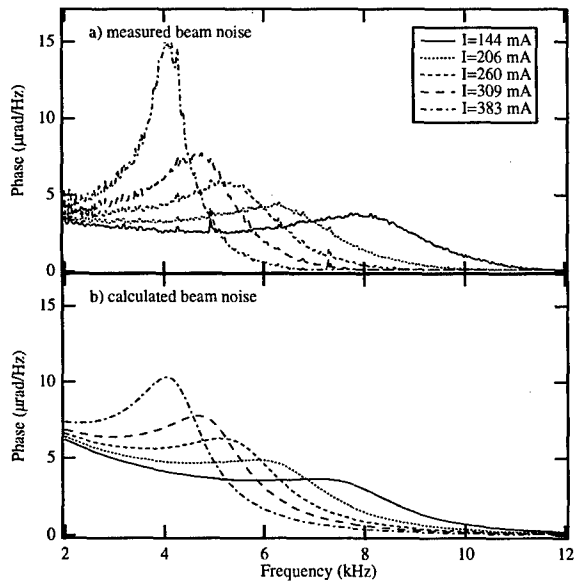 a) measured beam noise
I=144 mA
I=206 mA
I=260 mA
I=309 mA
I=383 mA
Phase (μrad/Hz)
15
10
5
0
b) calculated beam noise
Phase (μrad/Hz)
15
10
5
0
2
4
6
8
10
12
Frequency (kHz)